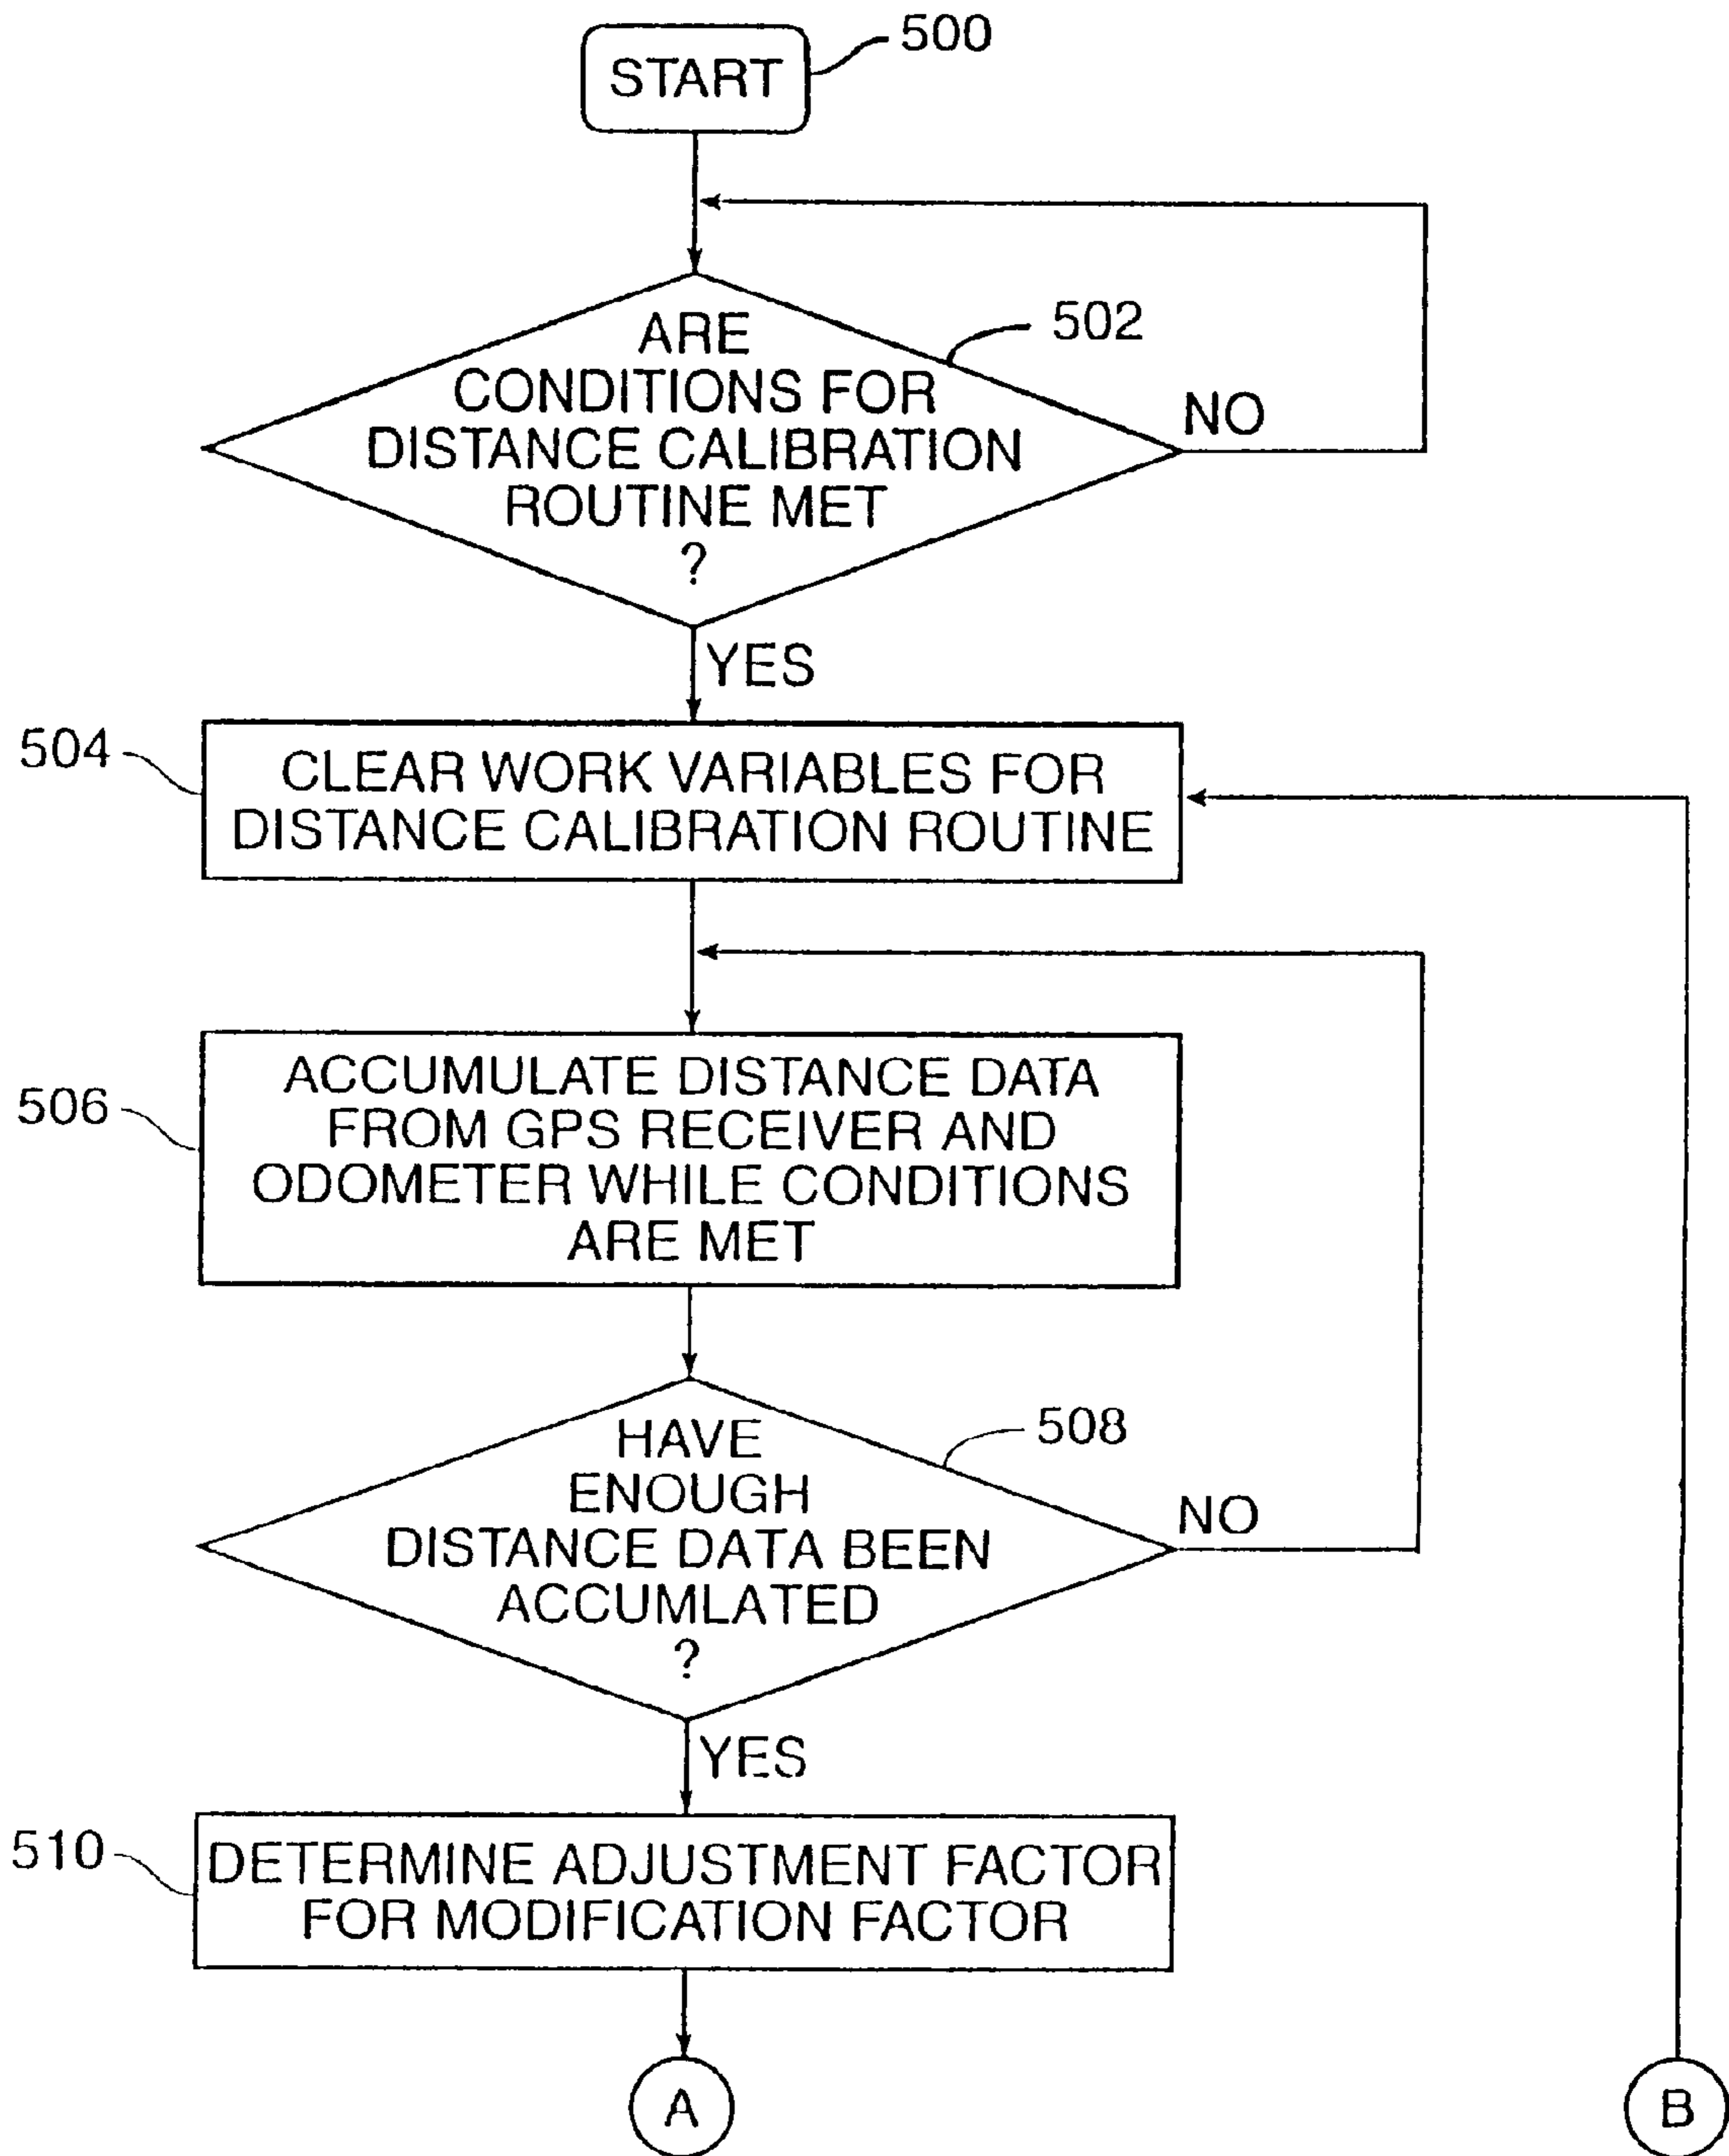 500
START
502
ARE
CONDITIONS FOR
DISTANCE CALIBRATION
ROUTINE MET
?
NO
YES
504
CLEAR WORK VARIABLES FOR
DISTANCE CALIBRATION ROUTINE
506
ACCUMULATE DISTANCE DATA
FROM GPS RECEIVER AND
ODOMETER WHILE CONDITIONS
ARE MET
508
HAVE
ENOUGH
DISTANCE DATA BEEN
ACCUMLATED
?
NO
YES
510
DETERMINE ADJUSTMENT FACTOR
FOR MODIFICATION FACTOR
A
B